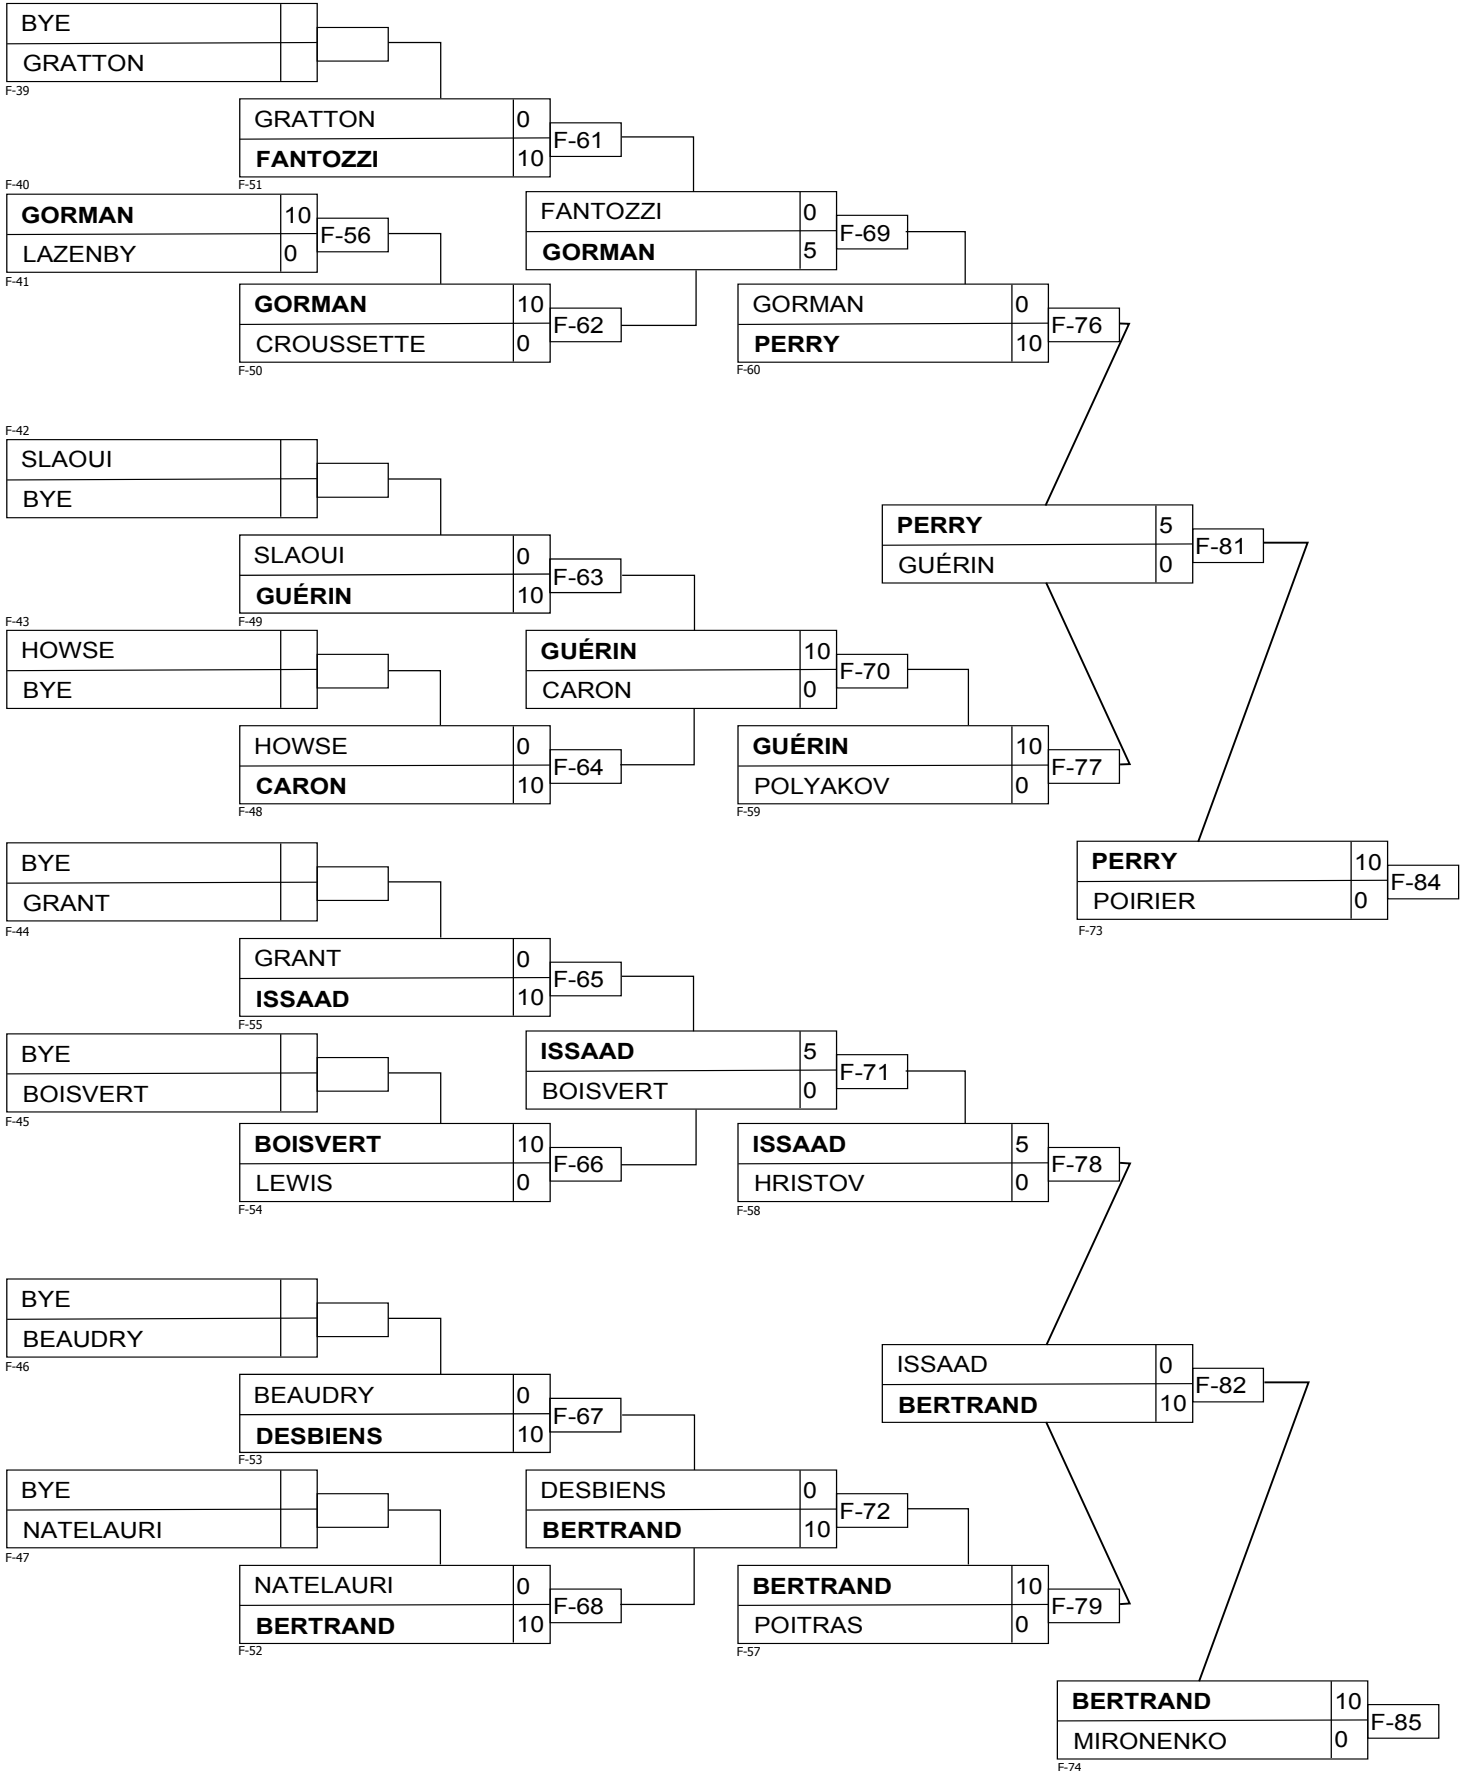 BYE
GRATTON
F-39
GRATTON 0
FANTOZZI 10
F-61
F-51
F-40
GORMAN 10
LAZENBY 0
F-56
F-41
FANTOZZI 0
GORMAN 5
F-69
GORMAN 10
CROUSSETTE 0
F-62
F-50
GORMAN 0
PERRY 10
F-76
F-60
F-42
SLAOUI
BYE
PERRY 5
GUÉRIN 0
F-81
SLAOUI 0
GUÉRIN 10
F-63
F-49
F-43
HOWSE
BYE
GUÉRIN 10
CARON 0
F-70
HOWSE 0
CARON 10
F-64
F-48
GUÉRIN 10
POLYAKOV 0
F-77
F-59
BYE
GRANT
F-44
PERRY 10
POIRIER 0
F-84
F-73
GRANT 0
ISSAAD 10
F-65
F-55
BYE
BOISVERT
F-45
ISSAAD 5
BOISVERT 0
F-71
BOISVERT 10
LEWIS 0
F-66
F-54
ISSAAD 5
HRISTOV 0
F-78
F-58
BYE
BEAUDRY
F-46
ISSAAD 0
BERTRAND 10
F-82
BEAUDRY 0
DESBIENS 10
F-67
F-53
BYE
NATELAURI
F-47
DESBIENS 0
BERTRAND 10
F-72
NATELAURI 0
BERTRAND 10
F-68
F-52
BERTRAND 10
POITRAS 0
F-79
F-57
BERTRAND 10
MIRONENKO 0
F-85
F-74